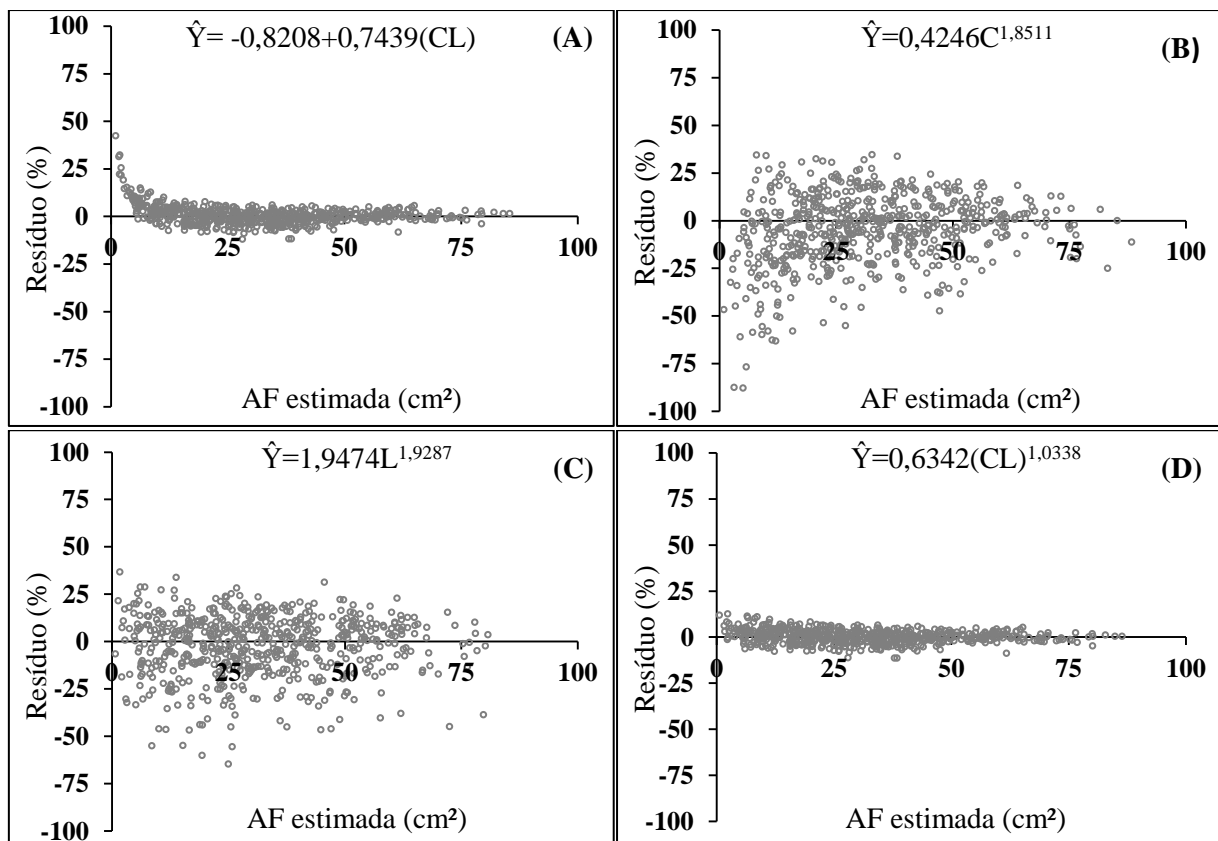 Ŷ= -0,8208+0,7439(CL)
(A)
100
75
50
25
0
-25
-50
-75
-100
0 25 50 75 100
Resíduo (%)
AF estimada (cm²)
Ŷ=0,4246C^1,8511
(B)
100
75
50
25
0
-25
-50
-75
-100
0 25 50 75 100
Resíduo (%)
AF estimada (cm²)
Ŷ=1,9474L^1,9287
(C)
100
75
50
25
0
-25
-50
-75
-100
0 25 50 75 100
Resíduo (%)
AF estimada (cm²)
Ŷ=0,6342(CL)^1,0338
(D)
100
75
50
25
0
-25
-50
-75
-100
0 25 50 75 100
Resíduo (%)
AF estimada (cm²)